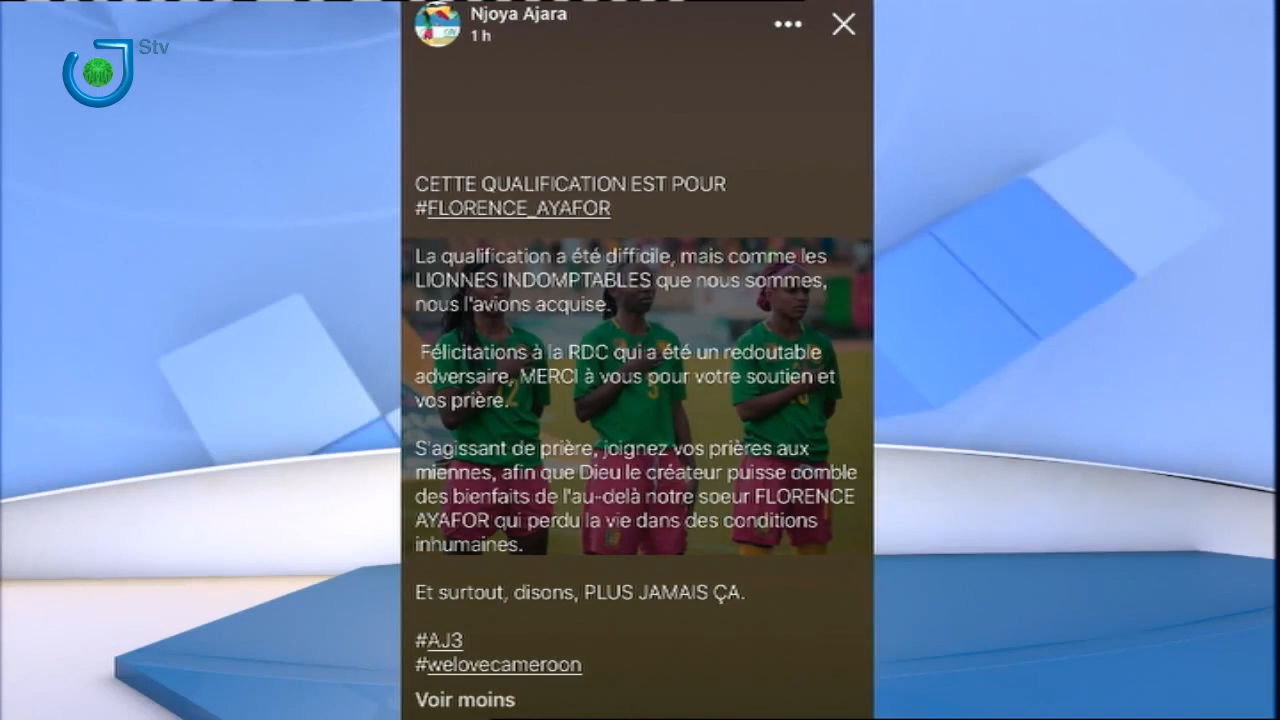 Stv
Njoya Ajara
1 h
CETTE QUALIFICATION EST POUR
#FLORENCE_AYAFOR
La qualification a été difficile, mais comme les
LIONNES INDOMPTABLES que nous sommes,
nous l'avions acquise.
Félicitations à la RDC qui a été un redoutable
adversaire, MERCI à vous pour votre soutien et
vos prière.
S'agissant de prière, joignez vos prières aux
miennes, afin que Dieu le créateur puisse comble
des bienfaits de l'au-delà notre soeur FLORENCE
AYAFOR qui perdu la vie dans des conditions
inhumaines.
Et surtout, disons, PLUS JAMAIS ÇA.
#AJ3
#welovecameroon
Voir moins